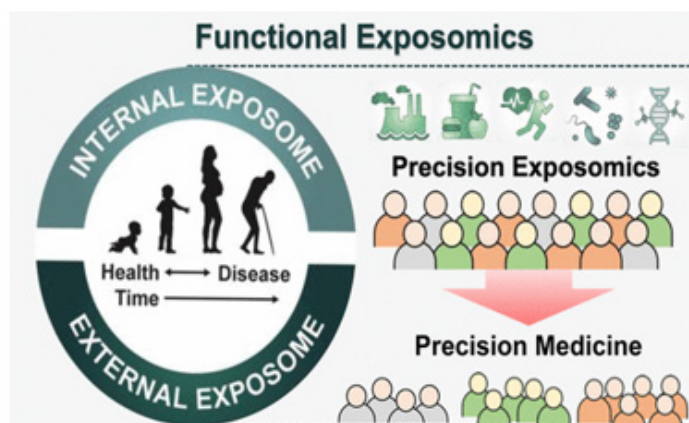 Functional Exposomics
INTERNAL EXPOSOME
Health Disease
Time
EXTERNAL EXPOSOME
Precision Exposomics
Precision Medicine